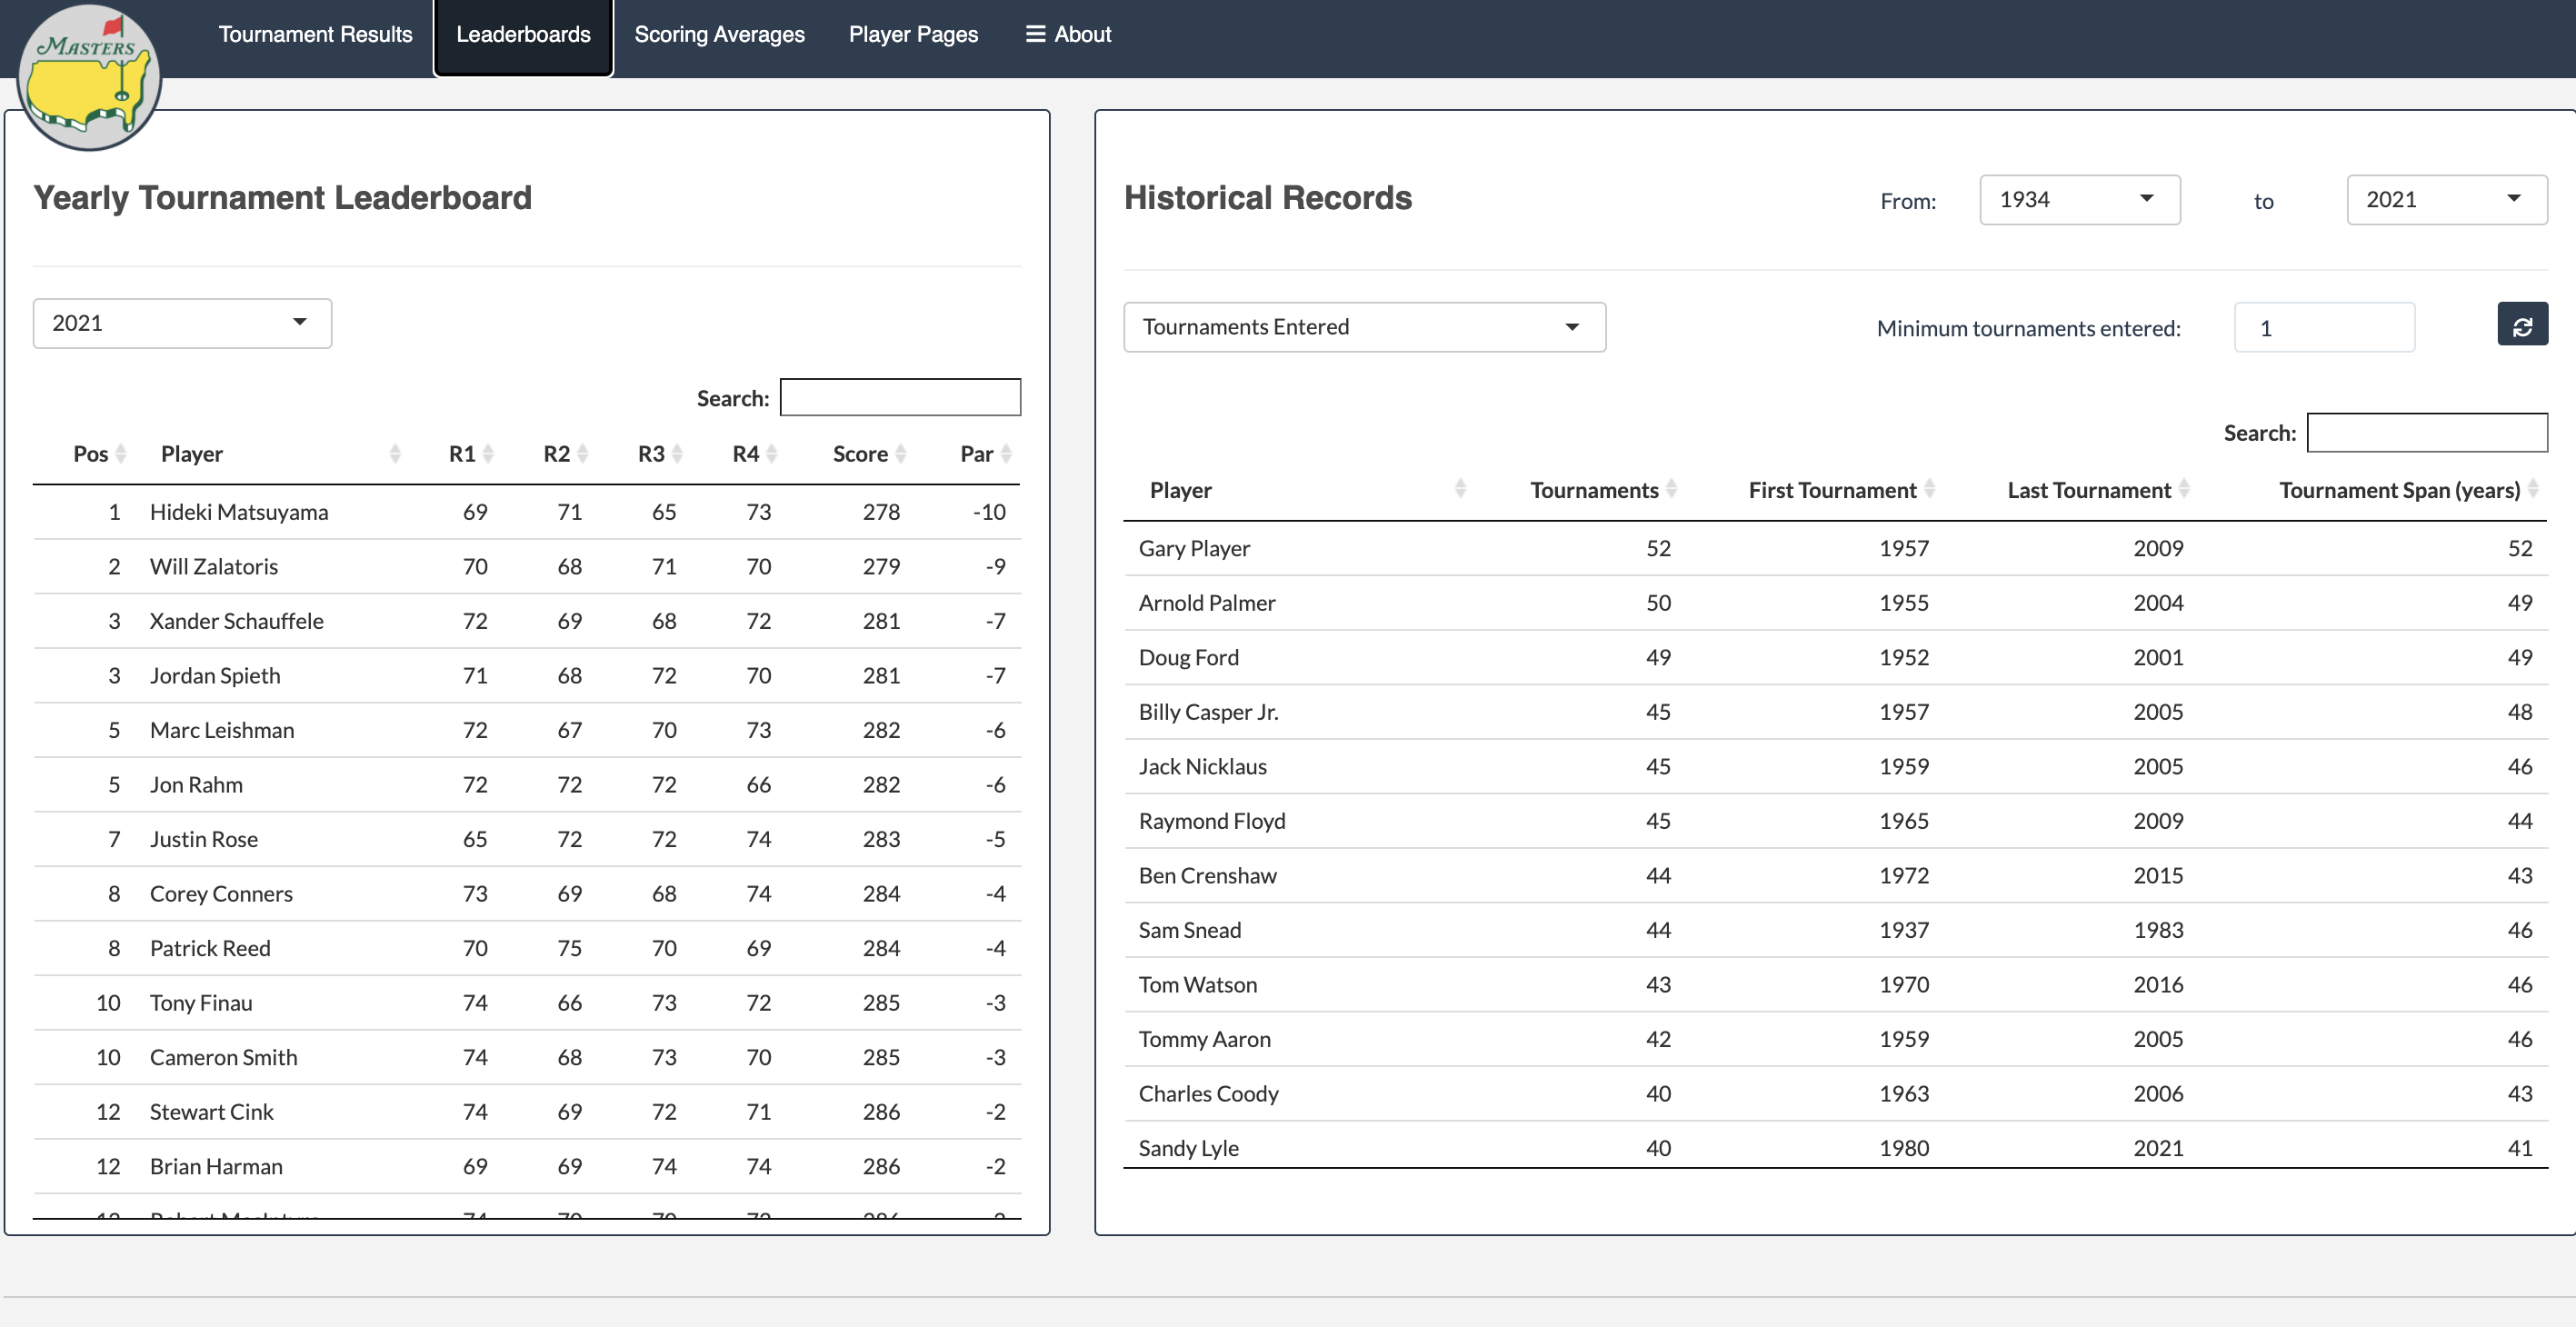 MASTERS
Tournament Results Leaderboards Scoring Averages Player Pages About
Yearly Tournament Leaderboard
2021
Search:
Pos Player R1 R2 R3 R4 Score Par
1 Hideki Matsuyama 69 71 65 73 278 -10
2 Will Zalatoris 70 68 71 70 279 -9
3 Xander Schauffele 72 69 68 72 281 -7
3 Jordan Spieth 71 68 72 70 281 -7
5 Marc Leishman 72 67 70 73 282 -6
5 Jon Rahm 72 72 72 66 282 -6
7 Justin Rose 65 72 72 74 283 -5
8 Corey Conners 73 69 68 74 284 -4
8 Patrick Reed 70 75 70 69 284 -4
10 Tony Finau 74 66 73 72 285 -3
10 Cameron Smith 74 68 73 70 285 -3
12 Stewart Cink 74 69 72 71 286 -2
12 Brian Harman 69 69 74 74 286 -2
Historical Records
From: 1934 to 2021
Tournaments Entered
Minimum tournaments entered: 1
Search:
Player Tournaments First Tournament Last Tournament Tournament Span (years)
Gary Player 52 1957 2009 52
Arnold Palmer 50 1955 2004 49
Doug Ford 49 1952 2001 49
Billy Casper Jr. 45 1957 2005 48
Jack Nicklaus 45 1959 2005 46
Raymond Floyd 45 1965 2009 44
Ben Crenshaw 44 1972 2015 43
Sam Snead 44 1937 1983 46
Tom Watson 43 1970 2016 46
Tommy Aaron 42 1959 2005 46
Charles Coody 40 1963 2006 43
Sandy Lyle 40 1980 2021 41